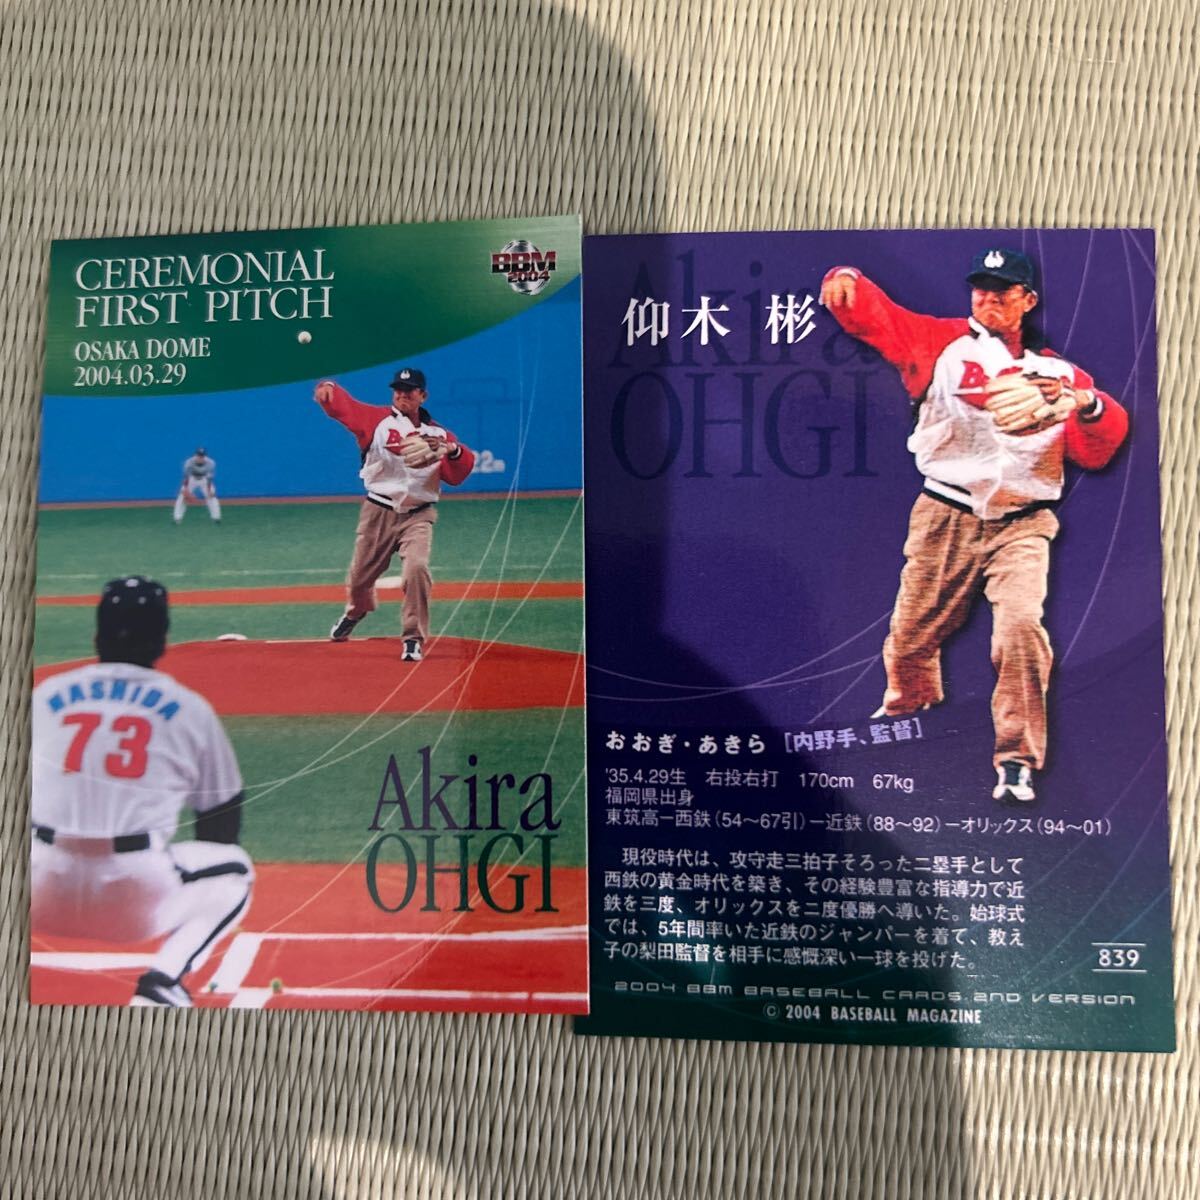 CEREMONIAL
FIRST PITCH
OSAKA DOME
2004.03.29
BBM
2004
22m
NASHIDA
73
Akira
OHGI
Akira
OHGI
仰木 彬
おおぎ・あきら [内野手、監督]
'35.4.29生 右投右打 170cm 67kg
福岡県出身
東筑高ー西鉄(54〜67引)ー近鉄(88〜92)ーオリックス(94〜01)
現役時代は、攻守走三拍子そろった二塁手として
西鉄の黄金時代を築き、その経験豊富な指導力で近
鉄を三度、オリックスを二度優勝へ導いた。始球式
では、5年間率いた近鉄のジャンパーを着て、教え
子の梨田監督を相手に感慨深い一球を投げた。
839
2004 BBM BASEBALL CARDS 2ND VERSION
© 2004 BASEBALL MAGAZINE